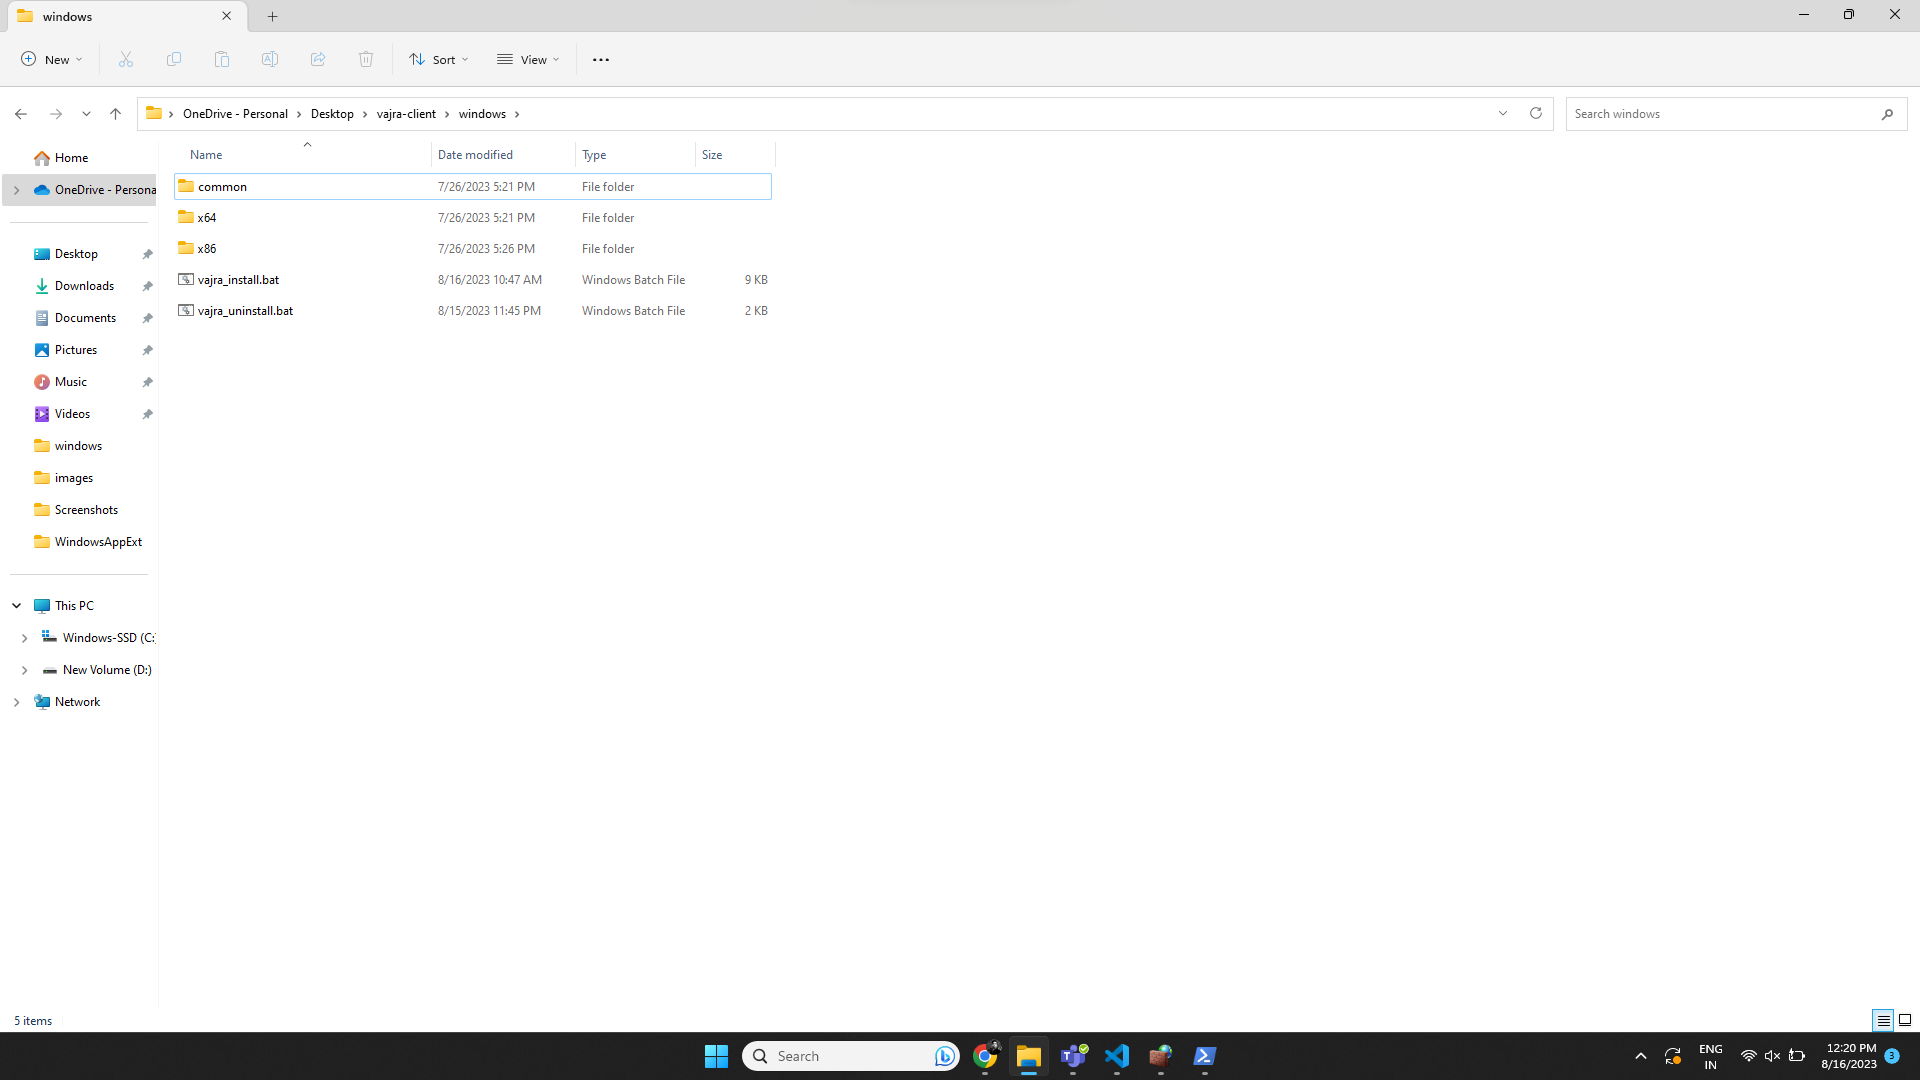 windows
New
Sort
View
OneDrive - Personal > Desktop > vajra-client > windows >
Search windows
Name Date modified Type Size
common 7/26/2023 5:21 PM File folder
x64 7/26/2023 5:21 PM File folder
x86 7/26/2023 5:26 PM File folder
vajra_install.bat 8/16/2023 10:47 AM Windows Batch File 9 KB
vajra_uninstall.bat 8/15/2023 11:45 PM Windows Batch File 2 KB
Home
OneDrive - Persona
Desktop
Downloads
Documents
Pictures
Music
Videos
windows
images
Screenshots
WindowsAppExt
This PC
Windows-SSD (C:)
New Volume (D:)
Network
5 items
Search
ENG
IN
12:20 PM
8/16/2023
3